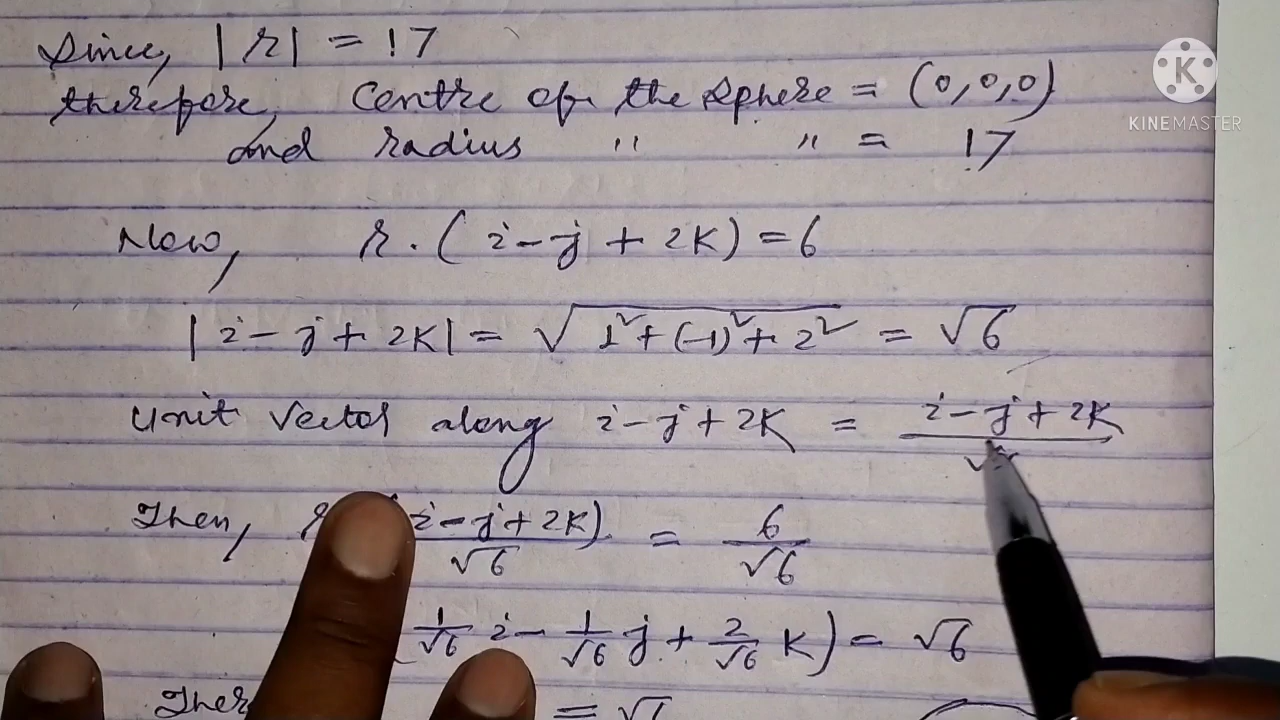 Since, |r| = 17
therefore, Centre of the sphere = (0,0,0)
and radius " " = 17
Now, r.(i-j+2k)=6
|i-j+2k| = √1²+(-1)²+2² = √6
Unit Vector along i-j+2k = i-j+2k
Then, (i-j+2k) / √6 = 6 / √6
1/√6 i - 1/√6 j + 2/√6 k) = √6
= √6
K
KINEMASTER